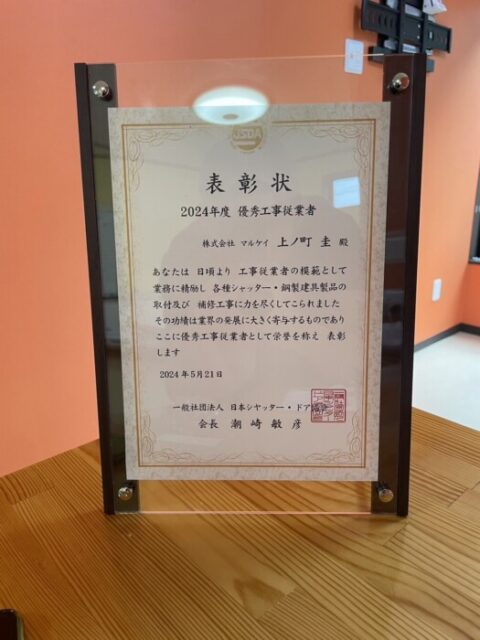 JSDA
表彰状
2024年度 優秀工事従業者
株式会社 マルケイ 上ノ町 圭 殿
あなたは 日頃より 工事従業者の模範として
業務に精励し 各種シャッター・鋼製建具製品の
取付及び 補修工事に力を尽くしてこられました
その功績は業界の発展に大きく寄与するものであり
ここに優秀工事従業者として栄誉を称え 表彰
します
2024年5月21日
一般社団法人 日本シヤッター・ドア協会
会長 潮崎敏彦